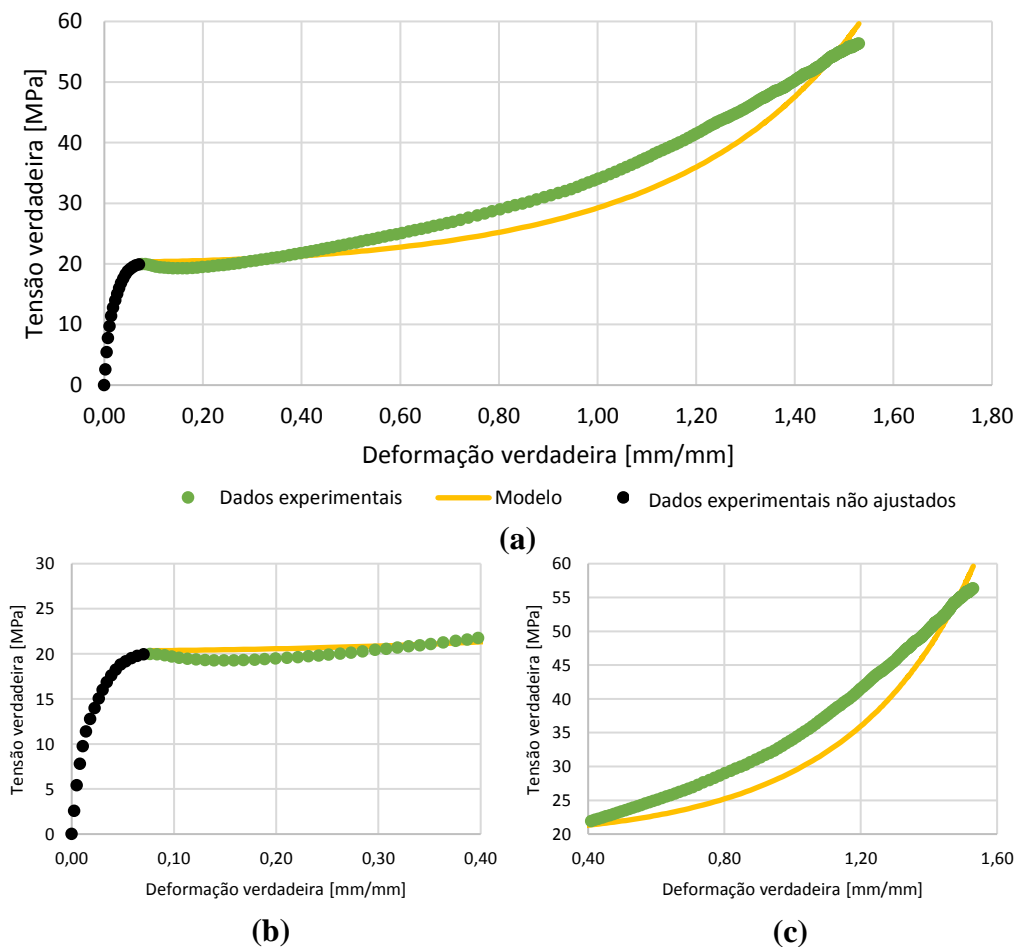 60
50
40
30
20
10
0
Tensão verdadeira [MPa]
0,00 0,20 0,40 0,60 0,80 1,00 1,20 1,40 1,60 1,80
Deformação verdadeira [mm/mm]
Dados experimentais Modelo Dados experimentais não ajustados
(a)
30
25
20
15
10
5
0
Tensão verdadeira [MPa]
0,00 0,10 0,20 0,30 0,40
Deformação verdadeira [mm/mm]
(b)
60
55
50
45
40
35
30
25
20
Tensão verdadeira [MPa]
0,40 0,80 1,20 1,60
Deformação verdadeira [mm/mm]
(c)